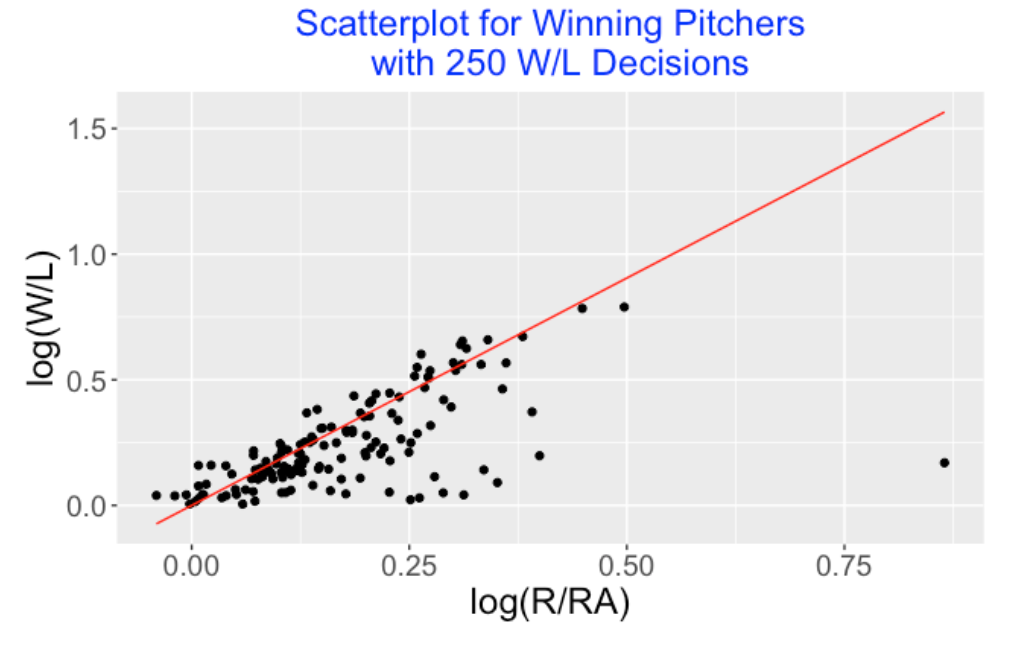 Scatterplot for Winning Pitchers
with 250 W/L Decisions
log(W/L)
1.5
1.0
0.5
0.0
0.00 0.25 0.50 0.75
log(R/RA)